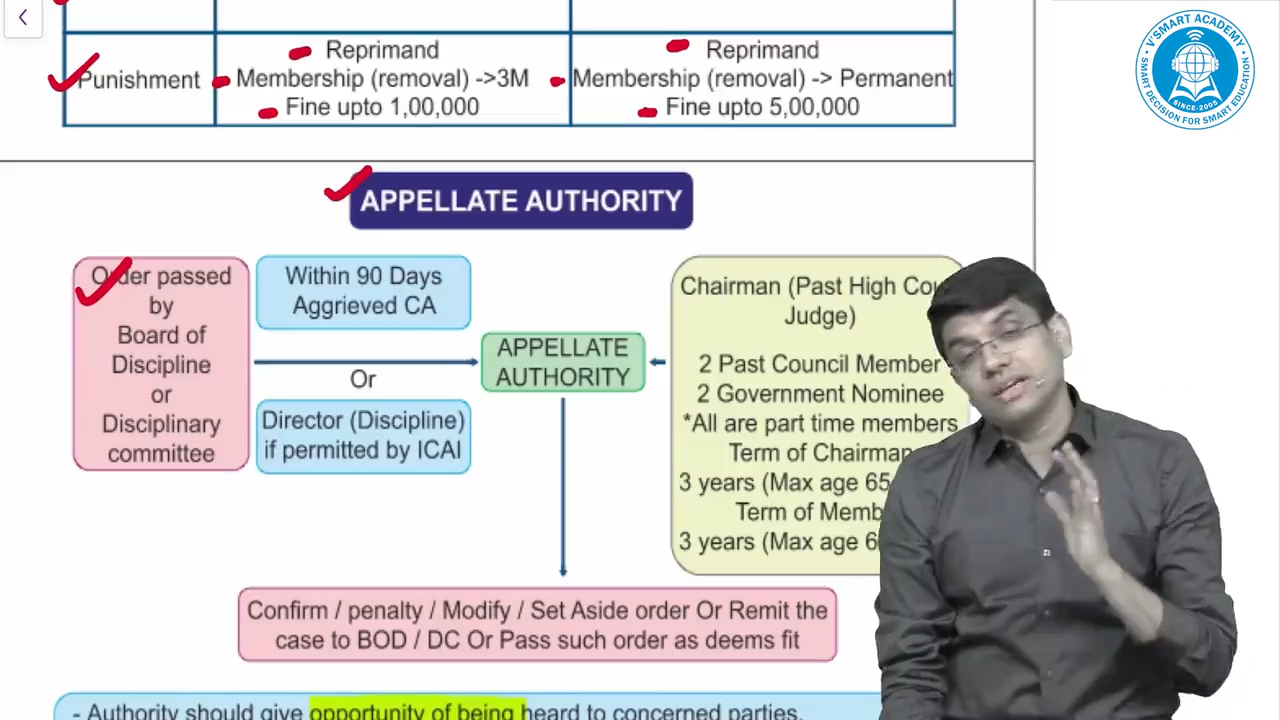 Punishment
Reprimand
Membership (removal) ->3M
Fine upto 1,00,000
Reprimand
Membership (removal) -> Permanent
Fine upto 5,00,000
V'SMART ACADEMY
SINCE-2006
SMART DECISION FOR SMART EDUCATION
APPELLATE AUTHORITY
Order passed
by
Board of
Discipline
or
Disciplinary
committee
Within 90 Days
Aggrieved CA
Or
Director (Discipline)
if permitted by ICAI
APPELLATE
AUTHORITY
Chairman (Past High
Judge)
2 Past Council Member
2 Government Nominee
*All are part time members
Term of Chairman
3 years (Max age 65
Term of
3 years (Max age
Confirm / penalty / Modify / Set Aside order Or Remit the
case to BOD / DC Or Pass such order as deems fit
- Authority should give opportunity of being heard to concerned parties.